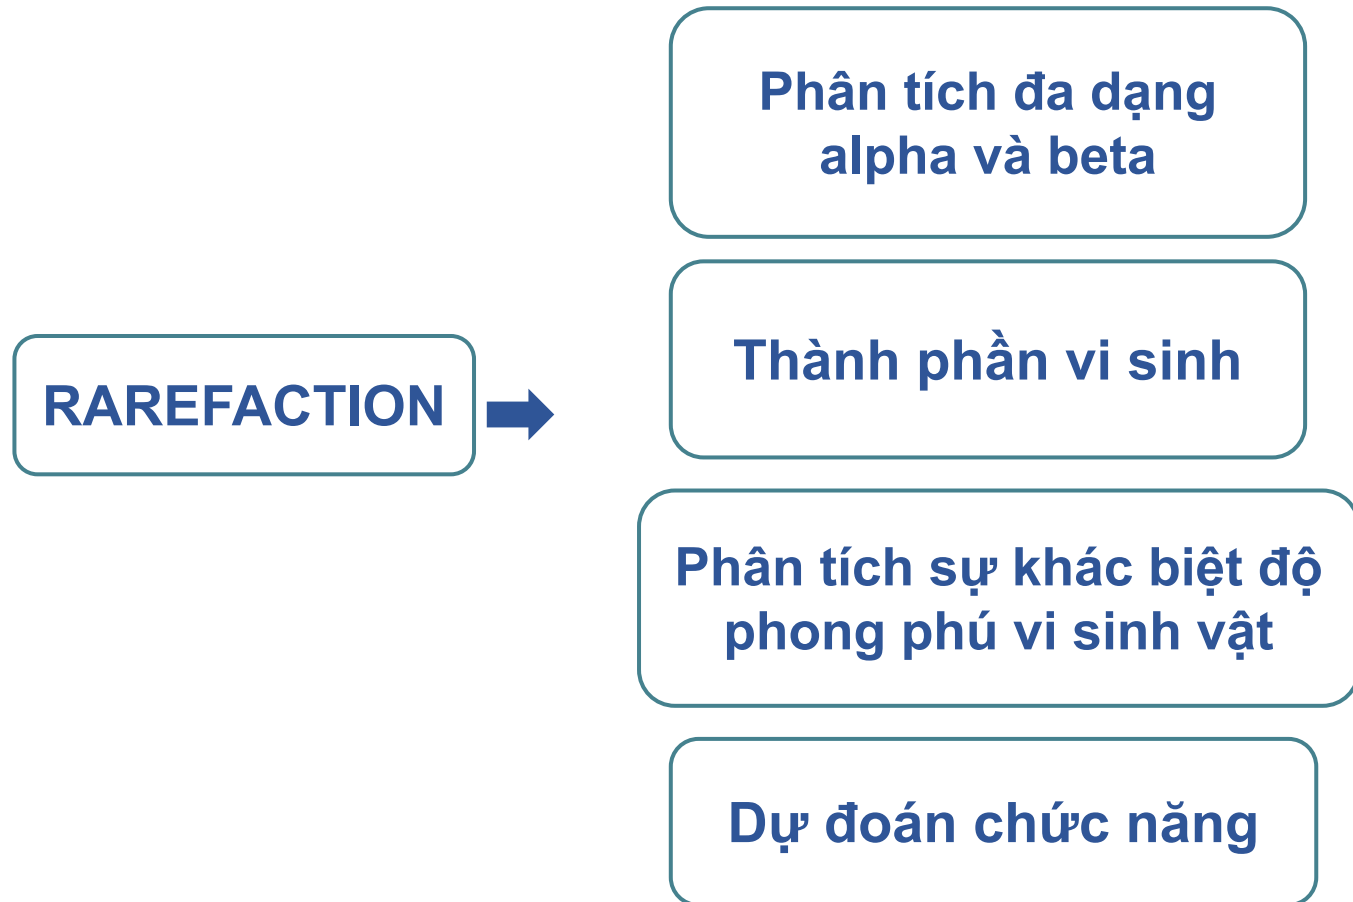 RAREFACTION
Phân tích đa dạng
alpha và beta
Thành phần vi sinh
Phân tích sự khác biệt độ
phong phú vi sinh vật
Dự đoán chức năng